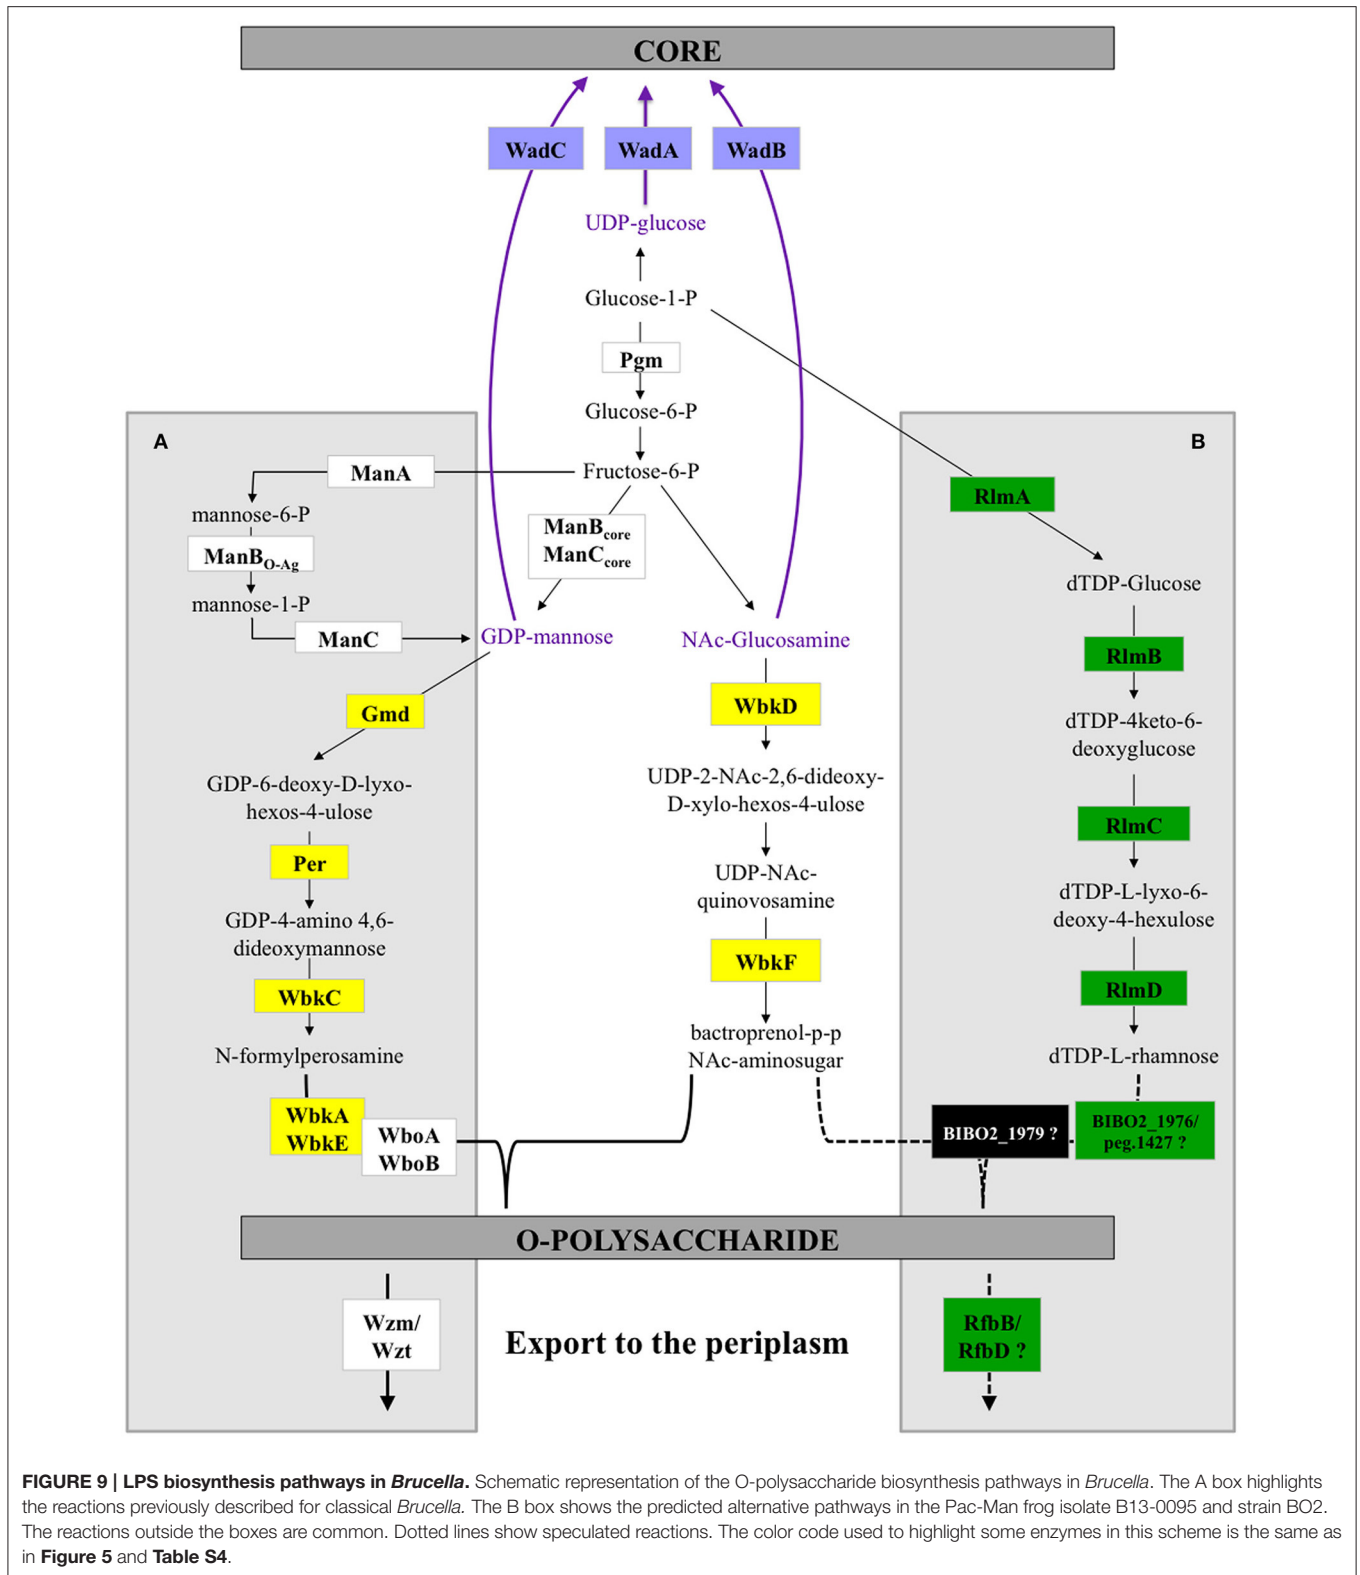 CORE
WadC
WadA
WadB
UDP-glucose
Glucose-1-P
Pgm
Glucose-6-P
A
B
ManA
Fructose-6-P
RlmA
mannose-6-P
ManBcore
ManCcore
ManBO-Ag
dTDP-Glucose
mannose-1-P
ManC
GDP-mannose
NAc-Glucosamine
RlmB
Gmd
WbkD
dTDP-4keto-6-
deoxyglucose
GDP-6-deoxy-D-lyxo-
hexos-4-ulose
UDP-2-NAc-2,6-dideoxy-
D-xylo-hexos-4-ulose
RlmC
Per
UDP-NAc-
quinovosamine
dTDP-L-lyxo-6-
deoxy-4-hexulose
GDP-4-amino 4,6-
dideoxymannose
WbkF
WbkC
RlmD
bactroprenol-p-p
NAc-aminosugar
N-formylperosamine
dTDP-L-rhamnose
WbkA
WbkE
WboA
WboB
BIBO2_1979 ?
BIBO2_1976/
peg.1427 ?
O-POLYSACCHARIDE
Wzm/
Wzt
Export to the periplasm
RfbB/
RfbD ?
FIGURE 9 | LPS biosynthesis pathways in Brucella. Schematic representation of the O-polysaccharide biosynthesis pathways in Brucella. The A box highlights
the reactions previously described for classical Brucella. The B box shows the predicted alternative pathways in the Pac-Man frog isolate B13-0095 and strain BO2.
The reactions outside the boxes are common. Dotted lines show speculated reactions. The color code used to highlight some enzymes in this scheme is the same as
in Figure 5 and Table S4.